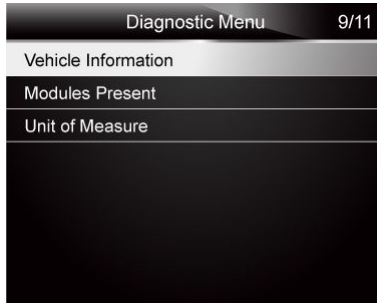 Diagnostic Menu 9/11
Vehicle Information
Modules Present
Unit of Measure